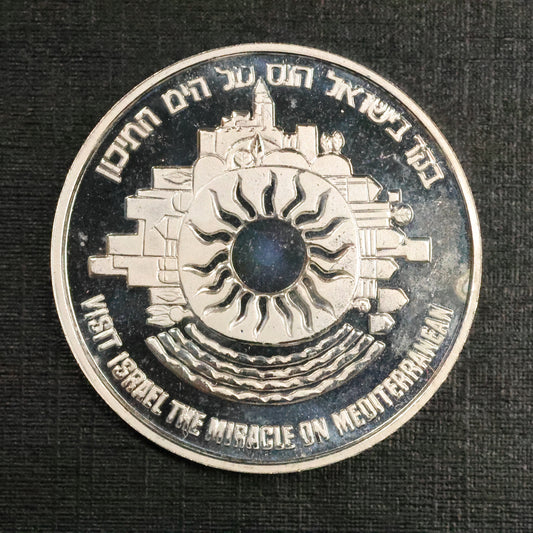 בקר בישראל הנס על הים התיכון
VISIT ISRAEL THE MIRACLE ON MEDITERRANEAN